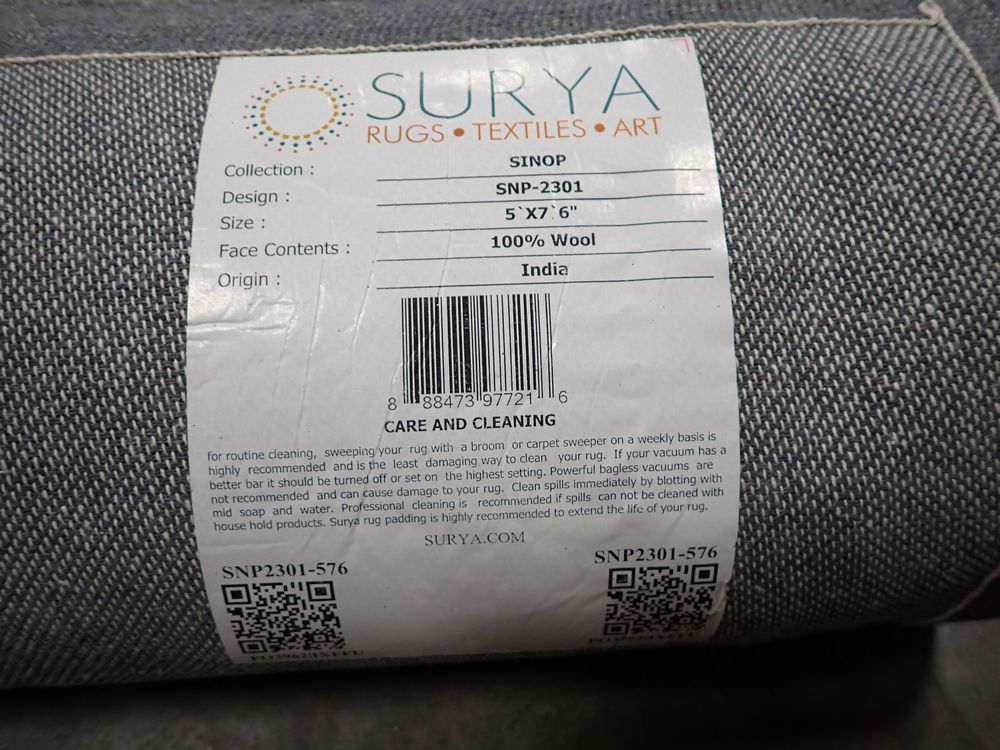 SURYA
RUGS • TEXTILES • ART
Collection : SINOP
Design : SNP-2301
Size : 5`X7`6"
Face Contents : 100% Wool
Origin : India
8 88473 97721 6
CARE AND CLEANING
for routine cleaning, sweeping your rug with a broom or carpet sweeper on a weekly basis is
highly recommended and is the least damaging way to clean your rug. If your vacuum has a
better bar it should be turned off or set on the highest setting. Powerful bagless vacuums are
not recommended and can cause damage to your rug. Clean spills immediately by blotting with
mid soap and water. Professional cleaning is recommended if spills can not be cleaned with
house hold products. Surya rug padding is highly recommended to extend the life of your rug.
SURYA.COM
SNP2301-576 SNP2301-576